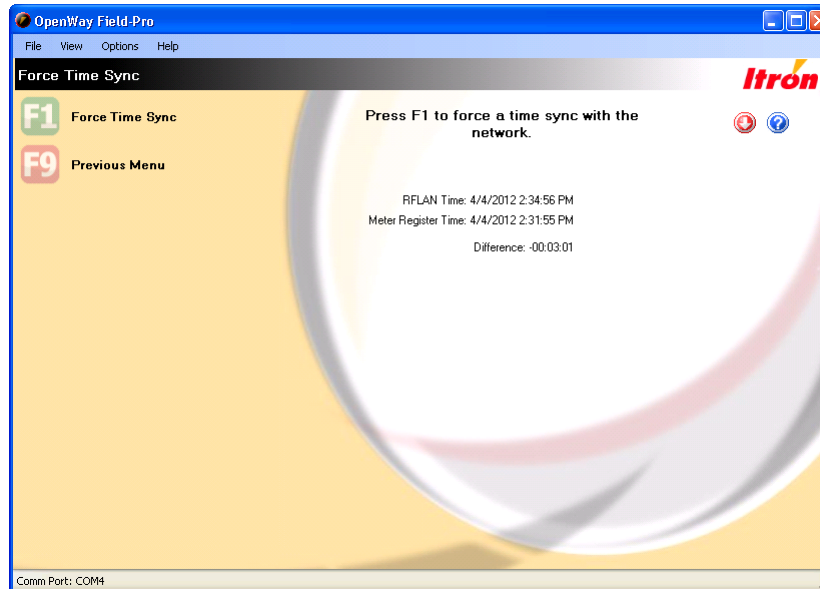 OpenWay Field-Pro
File View Options Help
Force Time Sync
Itrón
F1 Force Time Sync
F9 Previous Menu
Press F1 to force a time sync with the
network.
RFLAN Time: 4/4/2012 2:34:56 PM
Meter Register Time: 4/4/2012 2:31:55 PM
Difference: -00:03:01
Comm Port: COM4